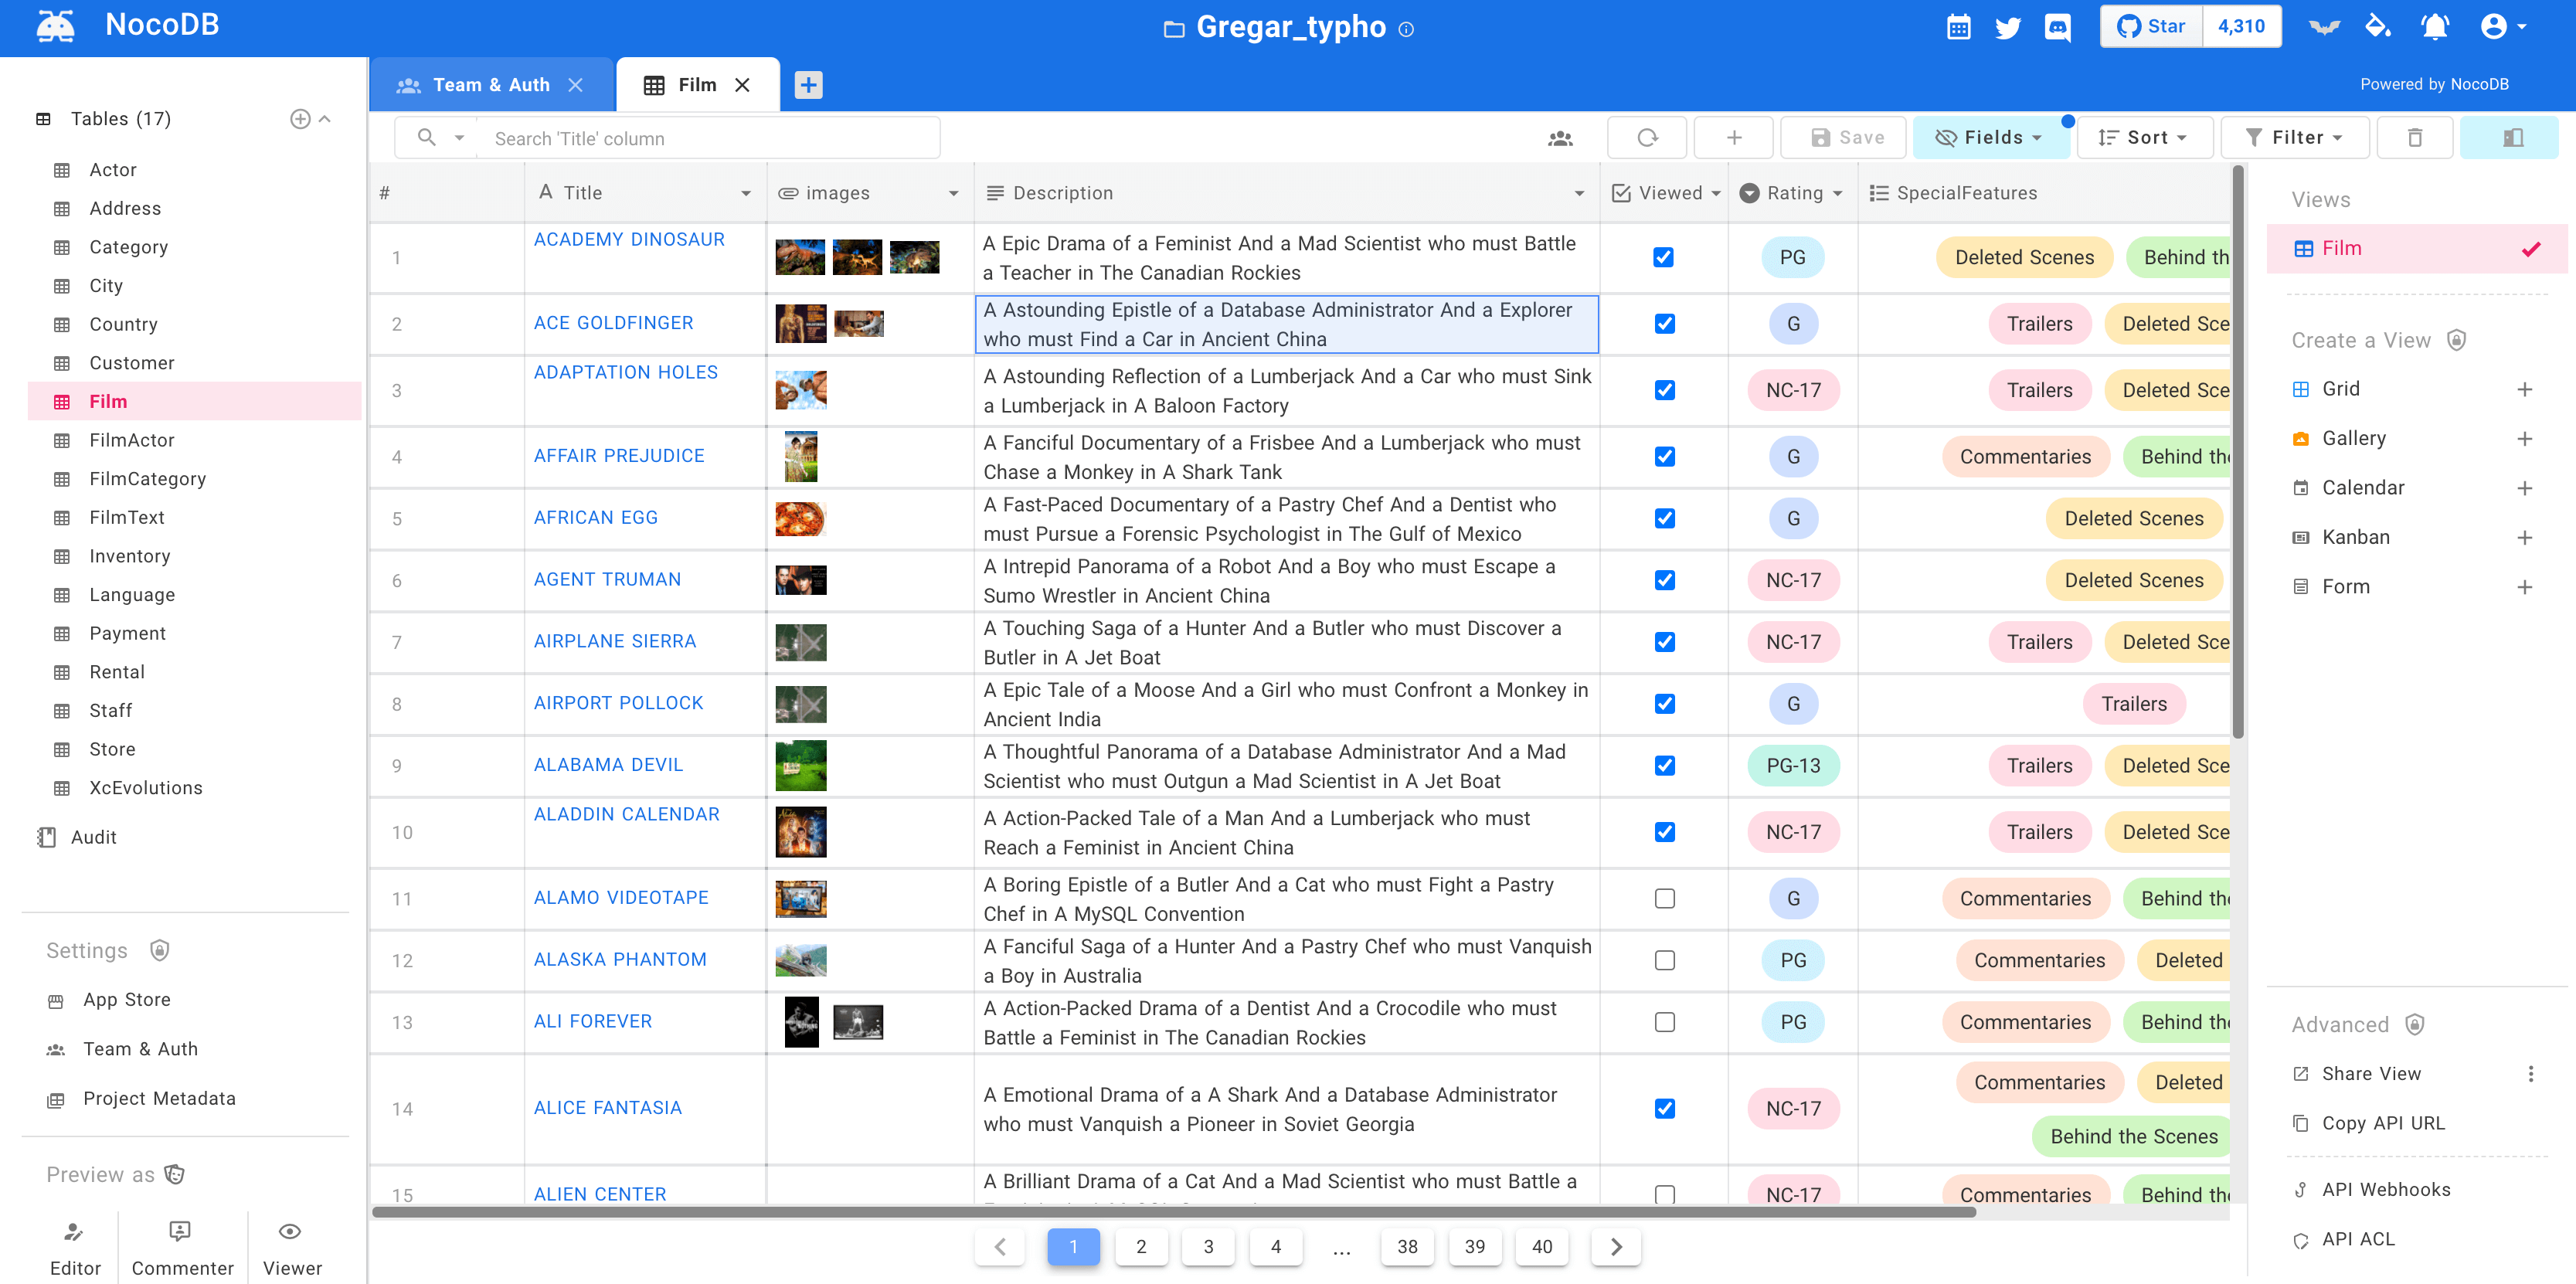 NocoDB
Gregar_typho
Star 4,310
Team & Auth
Film
Powered by NocoDB
Tables (17)
Actor
Address
Category
City
Country
Customer
Film
FilmActor
FilmCategory
FilmText
Inventory
Language
Payment
Rental
Staff
Store
XcEvolutions
Audit
Settings
App Store
Team & Auth
Project Metadata
Preview as
Editor Commenter Viewer
Search 'Title' column
Save Fields Sort Filter
# Title images Description Viewed Rating SpecialFeatures
1 ACADEMY DINOSAUR A Epic Drama of a Feminist And a Mad Scientist who must Battle
a Teacher in The Canadian Rockies PG Deleted Scenes Behind th
2 ACE GOLDFINGER A Astounding Epistle of a Database Administrator And a Explorer
who must Find a Car in Ancient China G Trailers Deleted Sce
3 ADAPTATION HOLES A Astounding Reflection of a Lumberjack And a Car who must Sink
a Lumberjack in A Baloon Factory NC-17 Trailers Deleted Sce
4 AFFAIR PREJUDICE A Fanciful Documentary of a Frisbee And a Lumberjack who must
Chase a Monkey in A Shark Tank G Commentaries Behind the
5 AFRICAN EGG A Fast-Paced Documentary of a Pastry Chef And a Dentist who
must Pursue a Forensic Psychologist in The Gulf of Mexico G Deleted Scenes
6 AGENT TRUMAN A Intrepid Panorama of a Robot And a Boy who must Escape a
Sumo Wrestler in Ancient China NC-17 Deleted Scenes
7 AIRPLANE SIERRA A Touching Saga of a Hunter And a Butler who must Discover a
Butler in A Jet Boat NC-17 Trailers Deleted Sce
8 AIRPORT POLLOCK A Epic Tale of a Moose And a Girl who must Confront a Monkey in
Ancient India G Trailers
9 ALABAMA DEVIL A Thoughtful Panorama of a Database Administrator And a Mad
Scientist who must Outgun a Mad Scientist in A Jet Boat PG-13 Trailers Deleted Sce
10 ALADDIN CALENDAR A Action-Packed Tale of a Man And a Lumberjack who must
Reach a Feminist in Ancient China NC-17 Trailers Deleted Sce
11 ALAMO VIDEOTAPE A Boring Epistle of a Butler And a Cat who must Fight a Pastry
Chef in A MySQL Convention G Commentaries Behind the
12 ALASKA PHANTOM A Fanciful Saga of a Hunter And a Pastry Chef who must Vanquish
a Boy in Australia PG Commentaries Deleted
13 ALI FOREVER A Action-Packed Drama of a Dentist And a Crocodile who must
Battle a Feminist in The Canadian Rockies PG Commentaries Behind the
14 ALICE FANTASIA A Emotional Drama of a A Shark And a Database Administrator
who must Vanquish a Pioneer in Soviet Georgia NC-17 Commentaries Deleted
Behind the Scenes
15 ALIEN CENTER A Brilliant Drama of a Cat And a Mad Scientist who must Battle a
NC-17 Commentaries Behind the
1 2 3 4 ... 38 39 40
Views
Film
Create a View
Grid
Gallery
Calendar
Kanban
Form
Advanced
Share View
Copy API URL
API Webhooks
API ACL